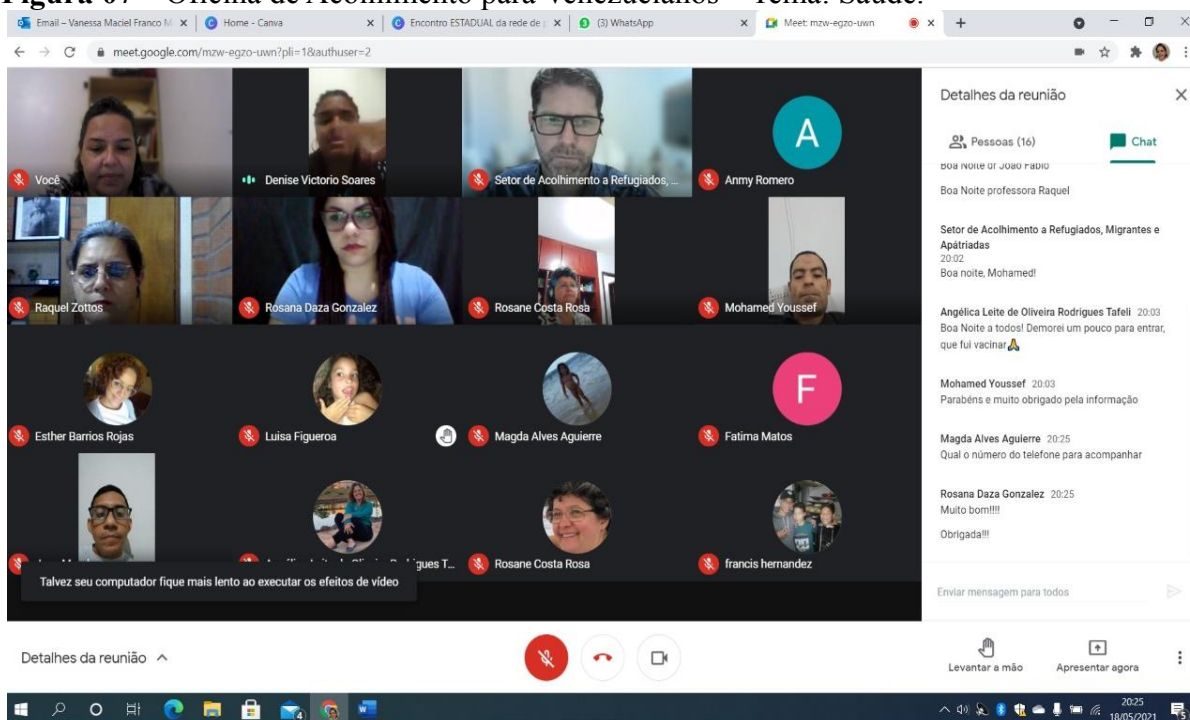 Figura 07 – Oficina de Acolhimento para Venezuelanos – Tema: Saúde.
Email – Vanessa Maciel Franco M
Home - Canva
Encontro ESTADUAL da rede de
(3) WhatsApp
Meet: mzw-egzo-uwn
meet.google.com/mzw-egzo-uwn?pli=1&authuser=2
Você
Denise Victorio Soares
Setor de Acolhimento a Refugiados, ...
A
Anmy Romero
Raquel Zottos
Rosana Daza Gonzalez
Rosane Costa Rosa
Mohamed Youssef
Esther Barrios Rojas
Luisa Figueroa
Magda Alves Aguierre
F
Fatima Matos
gues T...
Rosane Costa Rosa
francis hernandez
Talvez seu computador fique mais lento ao executar os efeitos de vídeo
Detalhes da reunião
Pessoas (16)
Chat
Boa Noite dr João Fabio
Boa Noite professora Raquel
Setor de Acolhimento a Refugiados, Migrantes e
Apátriadas
20:02
Boa noite, Mohamed!
Angélica Leite de Oliveira Rodrigues Tafeli 20:03
Boa Noite a todos! Demorei um pouco para entrar,
que fui vacinar🙏
Mohamed Youssef 20:03
Parabéns e muito obrigado pela informação
Magda Alves Aguierre 20:25
Qual o número do telefone para acompanhar
Rosana Daza Gonzalez 20:25
Muito bom!!!!
Obrigada!!!
Enviar mensagem para todos
Detalhes da reunião
Levantar a mão
Apresentar agora
20:25
18/05/2021